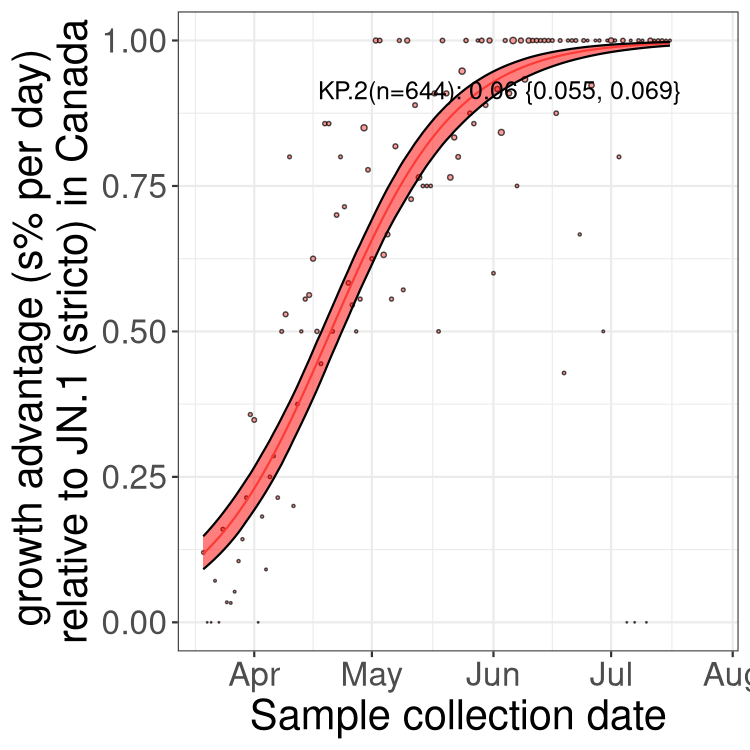 growth advantage (s% per day)
relative to JN.1 (stricto) in Canada
1.00
0.75
0.50
0.25
0.00
KP.2(n=644): 0.06 {0.055, 0.069}
Apr May Jun Jul Aug
Sample collection date